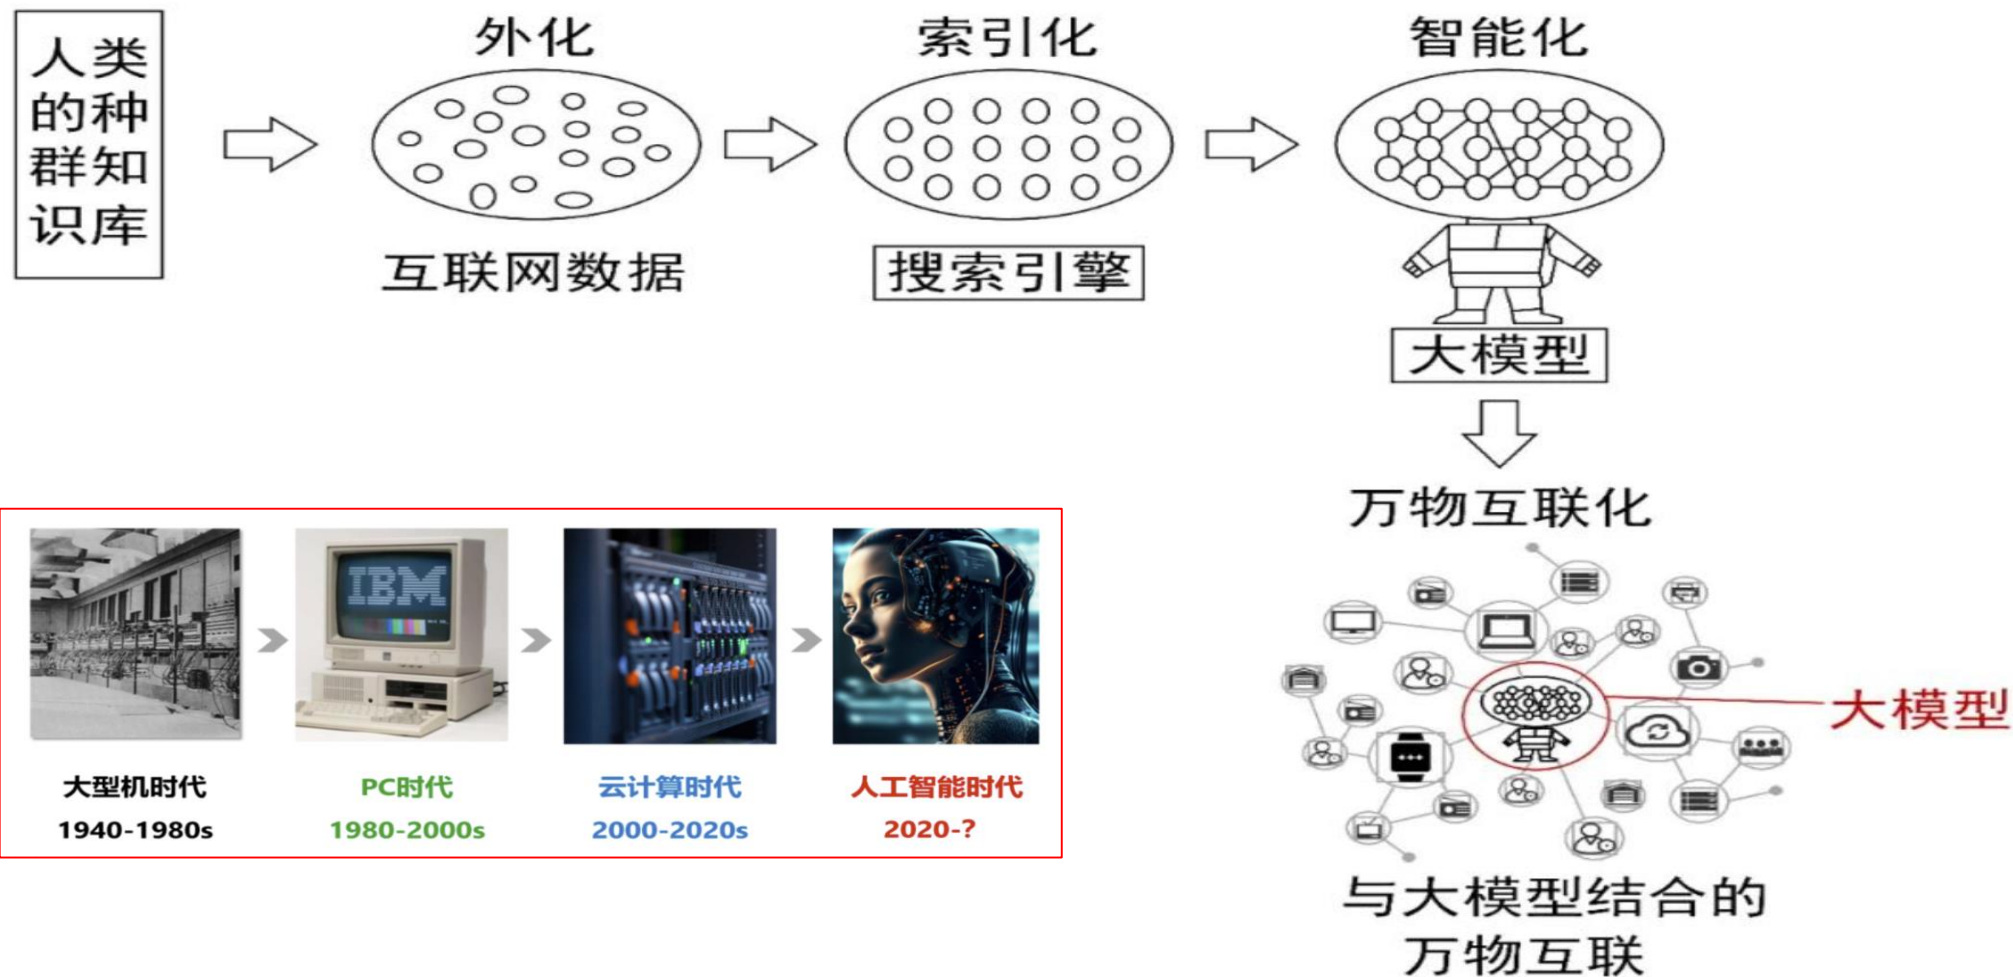 人类
的种
群知
识库
外化
互联网数据
索引化
搜索引擎
智能化
大模型
万物互联化
大模型
与大模型结合的
万物互联
IBM
大型机时代
1940-1980s
PC时代
1980-2000s
云计算时代
2000-2020s
人工智能时代
2020-?